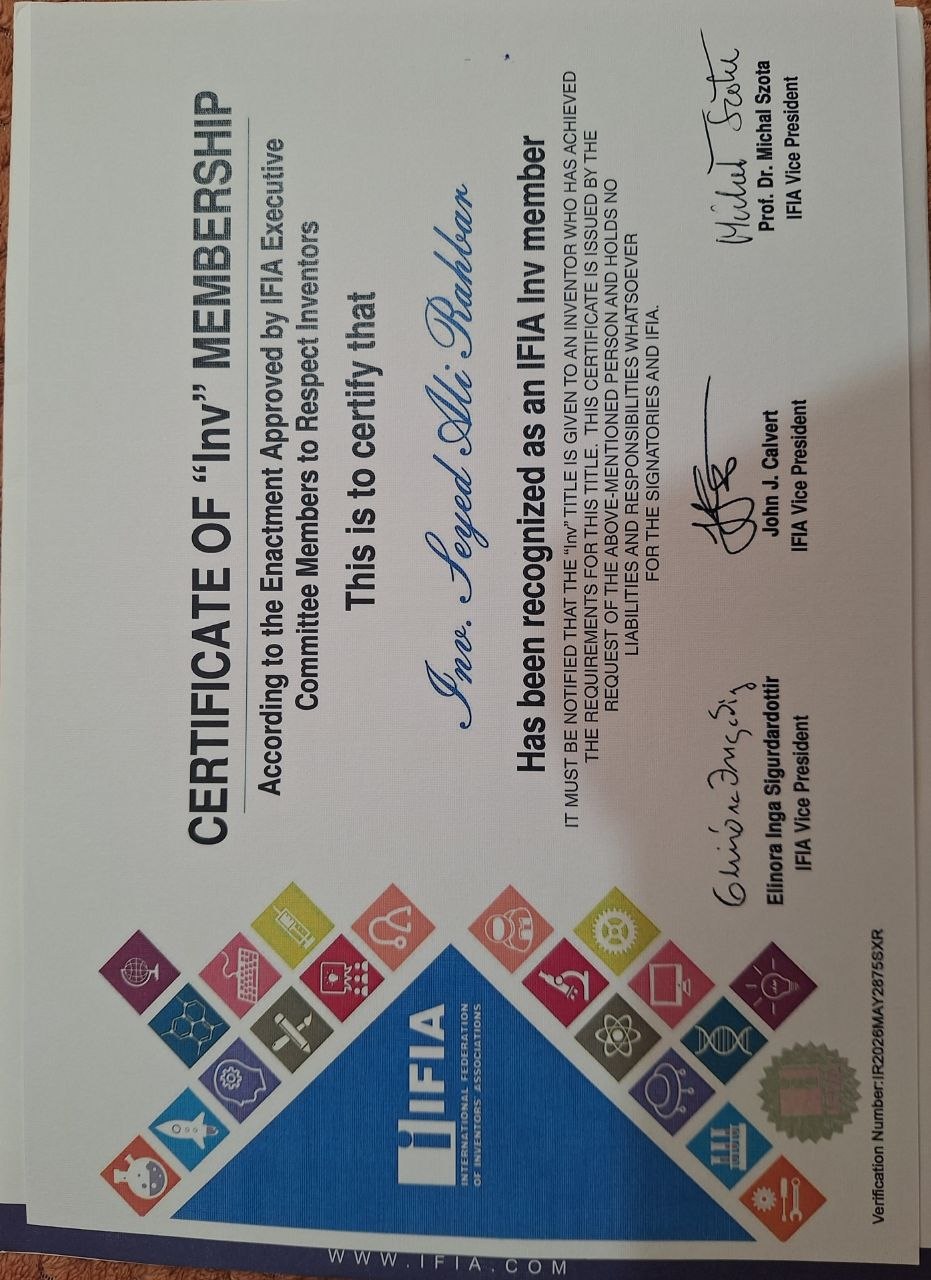 CERTIFICATE OF “Inv” MEMBERSHIP
According to the Enactment Approved by IFIA Executive
Committee Members to Respect Inventors
This is to certify that
Inv. Seyed Ali Rahbar
Has been recognized as an IFIA Inv member
IT MUST BE NOTIFIED THAT THE “Inv” TITLE IS GIVEN TO AN INVENTOR WHO HAS ACHIEVED
THE REQUIREMENTS FOR THIS TITLE. THIS CERTIFICATE IS ISSUED BY THE
REQUEST OF THE ABOVE-MENTIONED PERSON AND HOLDS NO
LIABILITIES AND RESPONSIBILITIES WHATSOEVER
FOR THE SIGNATORIES AND IFIA.
Elinora Inga Sigurdardottir
IFIA Vice President
John J. Calvert
IFIA Vice President
Michał Szota
Prof. Dr. Michal Szota
IFIA Vice President
IFIA
INTERNATIONAL FEDERATION
OF INVENTORS' ASSOCIATIONS
Verification Number:IR2026MAY2875SXR
WWW.IFIA.COM